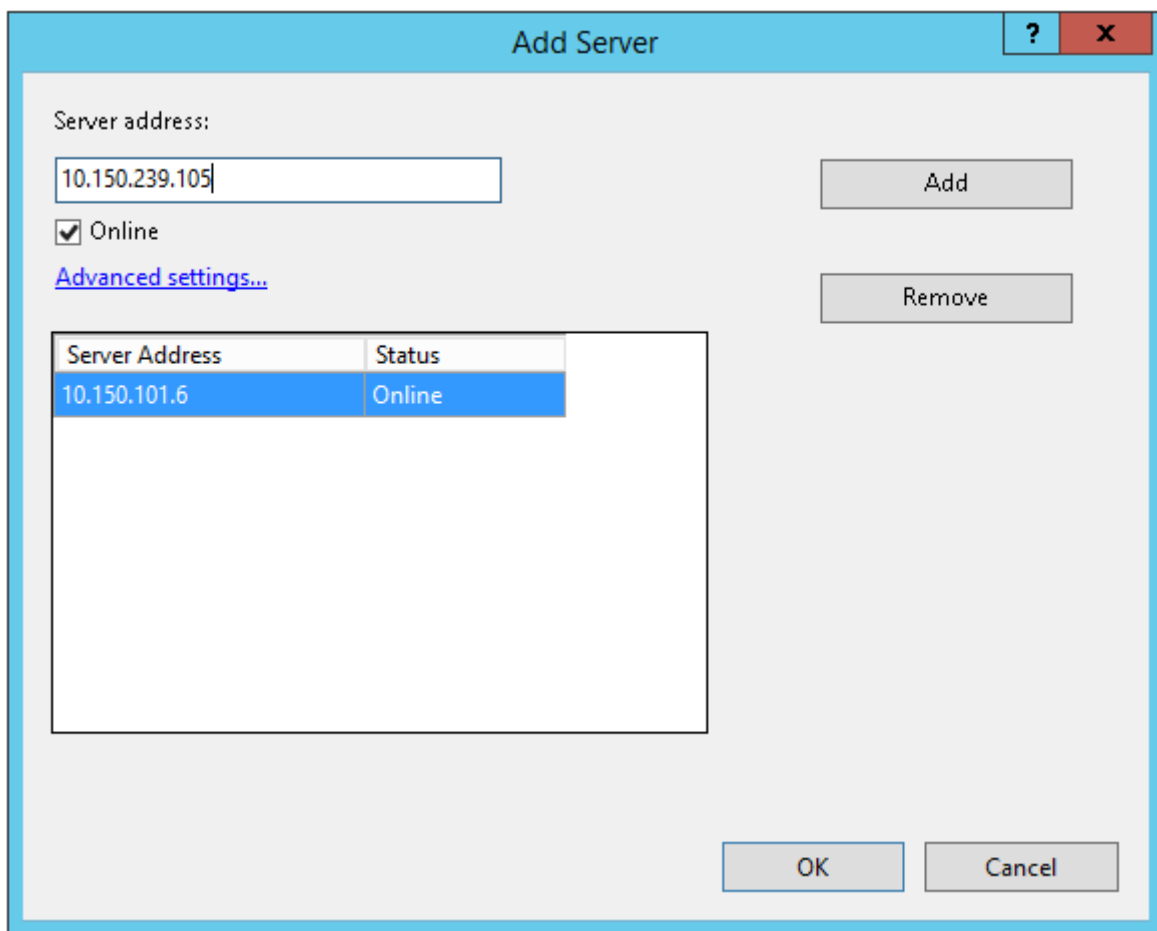 Add Server
?
x
Server address:
10.150.239.105
Add
Online
Advanced settings...
Remove
Server Address Status
10.150.101.6 Online
OK
Cancel